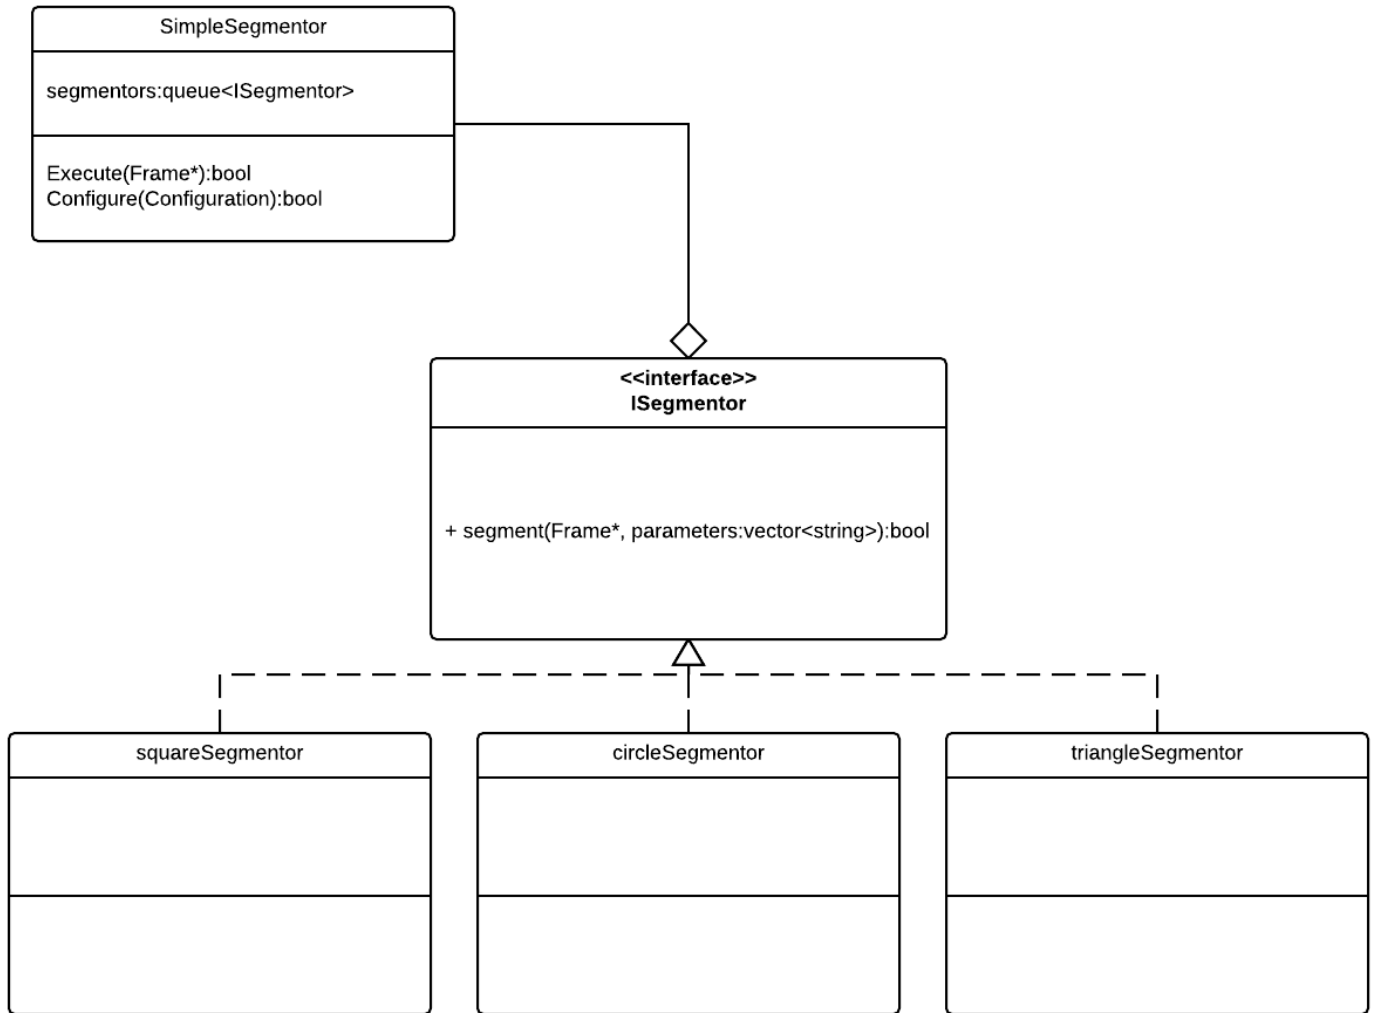 SimpleSegmentor
segmentors:queue<ISegmentor>
Execute(Frame*):bool
Configure(Configuration):bool
<<interface>>
ISegmentor
+ segment(Frame*, parameters:vector<string>):bool
squareSegmentor
circleSegmentor
triangleSegmentor